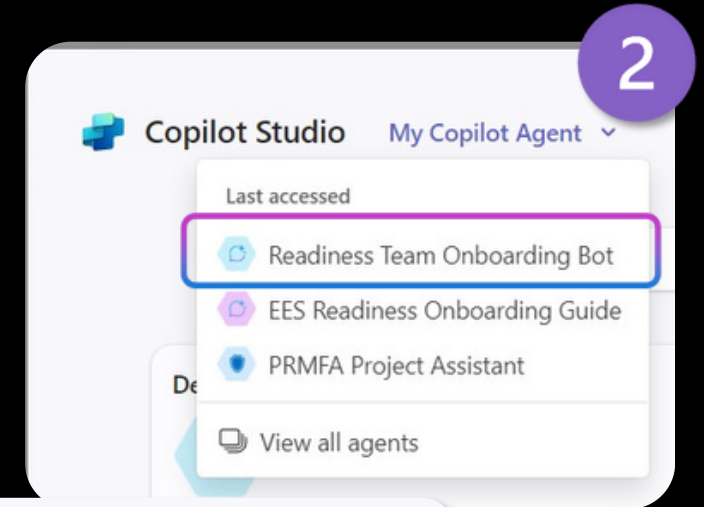 2
Copilot Studio My Copilot Agent
Last accessed
Readiness Team Onboarding Bot
EES Readiness Onboarding Guide
PRMFA Project Assistant
De
View all agents